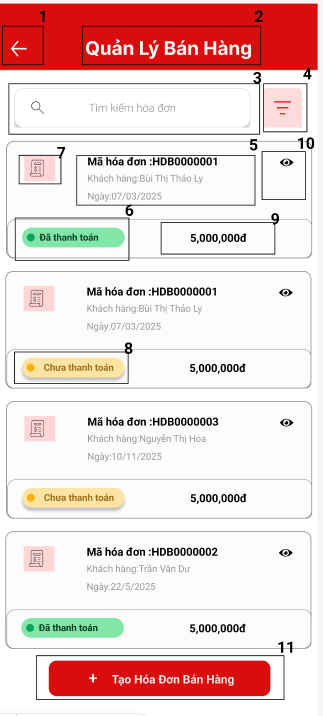 1
2
Quản Lý Bán Hàng
3
4
Tìm kiếm hóa đơn
5
10
7
Mã hóa đơn :HDB0000001
Khách hàng:Bùi Thị Thảo Ly
Ngày:07/03/2025
6
9
Đã thanh toán
5,000,000đ
Mã hóa đơn :HDB0000001
Khách hàng:Bùi Thị Thảo Ly
Ngày:07/03/2025
8
Chưa thanh toán
5,000,000đ
Mã hóa đơn :HDB0000003
Khách hàng:Nguyên Thị Hoa
Ngày:10/11/2025
Chưa thanh toán
5,000,000đ
Mã hóa đơn :HDB0000002
Khách hàng:Trần Văn Dư
Ngày:22/5/2025
Đã thanh toán
5,000,000đ
11
+ Tạo Hóa Đơn Bán Hàng